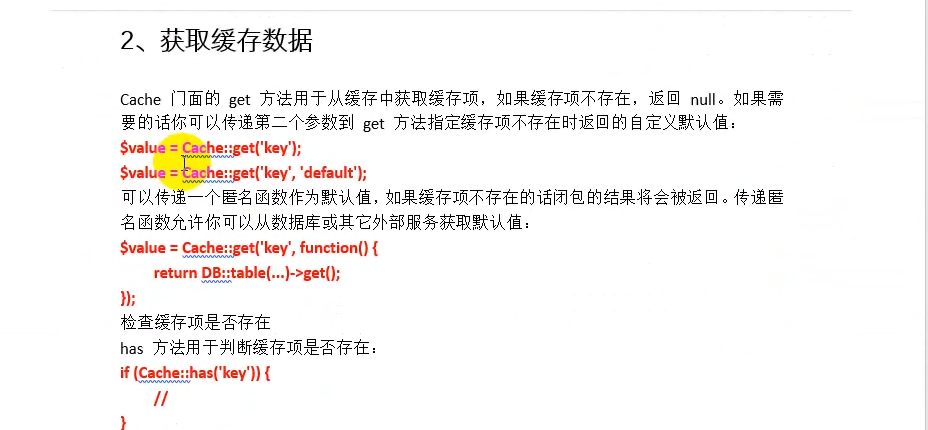 2、获取缓存数据
Cache 门面的 get 方法用于从缓存中获取缓存项，如果缓存项不存在，返回 null。如果需
要的话你可以传递第二个参数到 get 方法指定缓存项不存在时返回的自定义默认值：
$value = Cache::get('key');
$value = Cache::get('key', 'default');
可以传递一个匿名函数作为默认值，如果缓存项不存在的话闭包的结果将会被返回。传递匿
名函数允许你可以从数据库或其它外部服务获取默认值：
$value = Cache::get('key', function() {
return DB::table(...)->get();
});
检查缓存项是否存在
has 方法用于判断缓存项是否存在：
if (Cache::has('key')) {
//
}